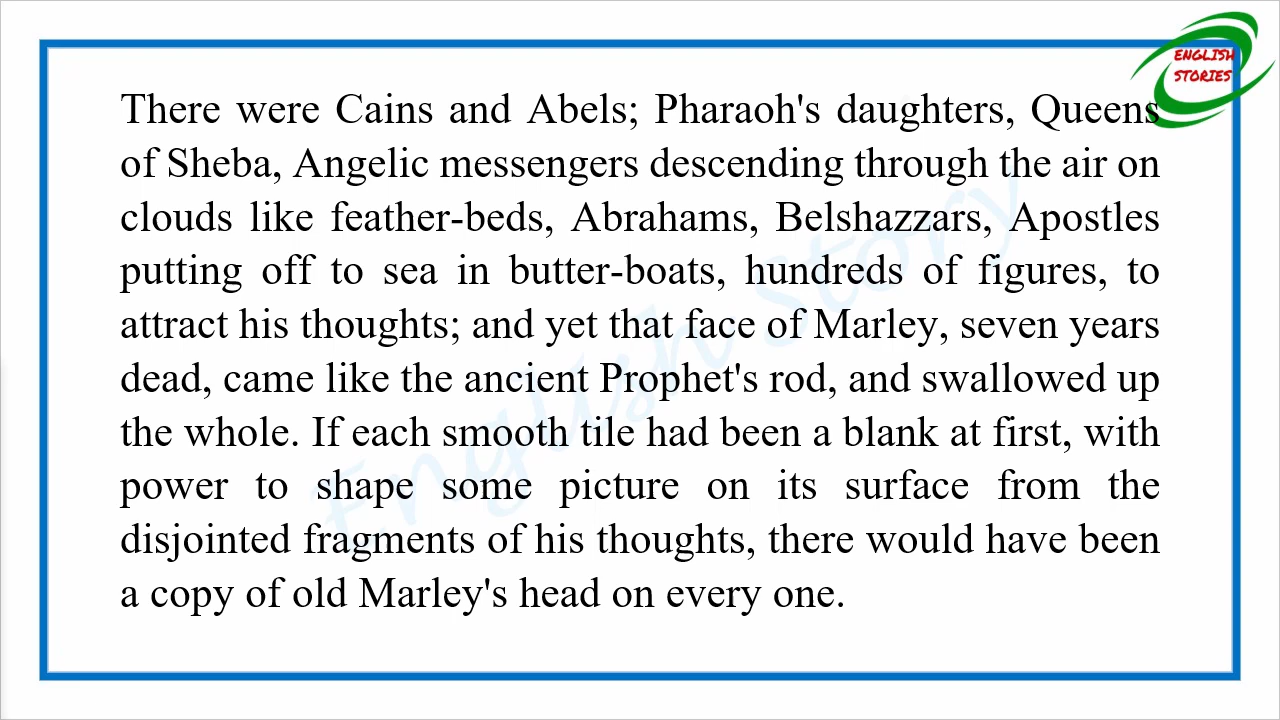 ENGLISH
STORIES
There were Cains and Abels; Pharaoh's daughters, Queens
of Sheba, Angelic messengers descending through the air on
clouds like feather-beds, Abrahams, Belshazzars, Apostles
putting off to sea in butter-boats, hundreds of figures, to
attract his thoughts; and yet that face of Marley, seven years
dead, came like the ancient Prophet's rod, and swallowed up
the whole. If each smooth tile had been a blank at first, with
power to shape some picture on its surface from the
disjointed fragments of his thoughts, there would have been
a copy of old Marley's head on every one.
English Story